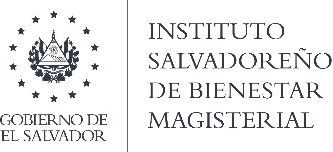 GOBIERNO DE
EL SALVADOR
INSTITUTO
SALVADOREÑO
DE BIENESTAR
MAGISTERIAL